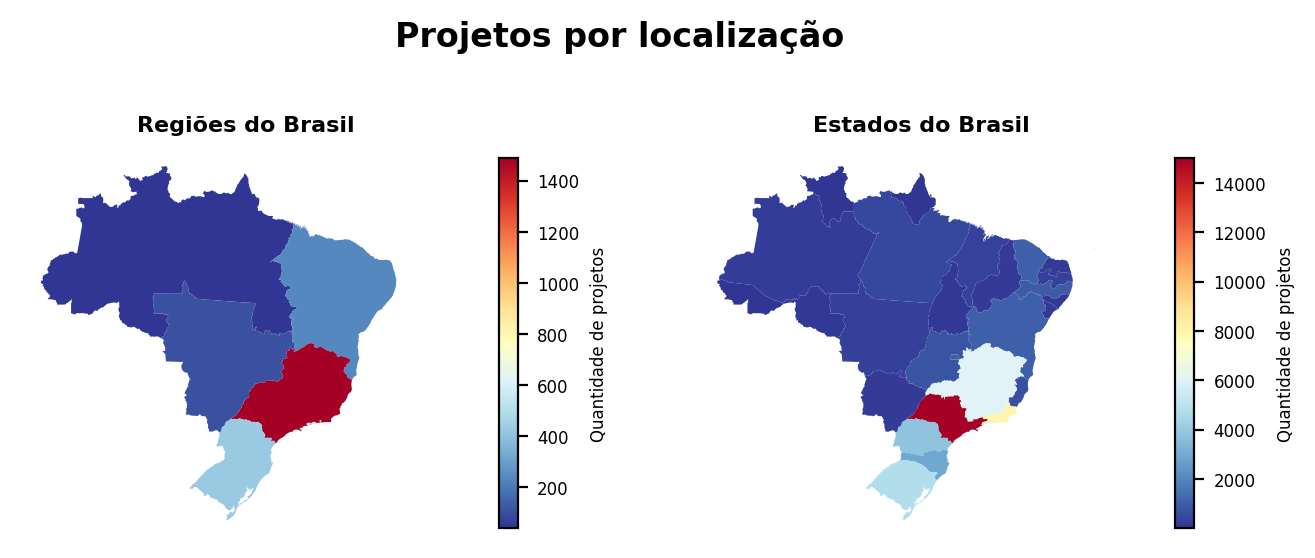 Projetos por localização
Regiões do Brasil
1400
1200
1000
800
600
400
200
Quantidade de projetos
Estados do Brasil
14000
12000
10000
8000
6000
4000
2000
Quantidade de projetos